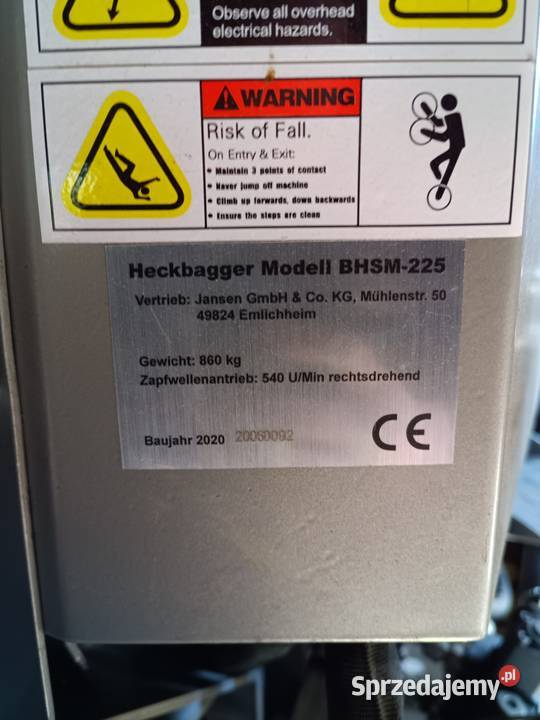 Observe all overhead
electrical hazards.
WARNING
Risk of Fall.
On Entry & Exit:
• Maintain 3 points of contact
• Never jump off machine
• Climb up forwards, down backwards
• Ensure the steps are clean
Heckbagger Modell BHSM-225
Vertrieb: Jansen GmbH & Co. KG, Mühlenstr. 50
49824 Emlichheim
Gewicht: 860 kg
Zapfwellenantrieb: 540 U/Min rechtsdrehend
Baujahr 2020 20060092
CE
Sprzedajemy.pl